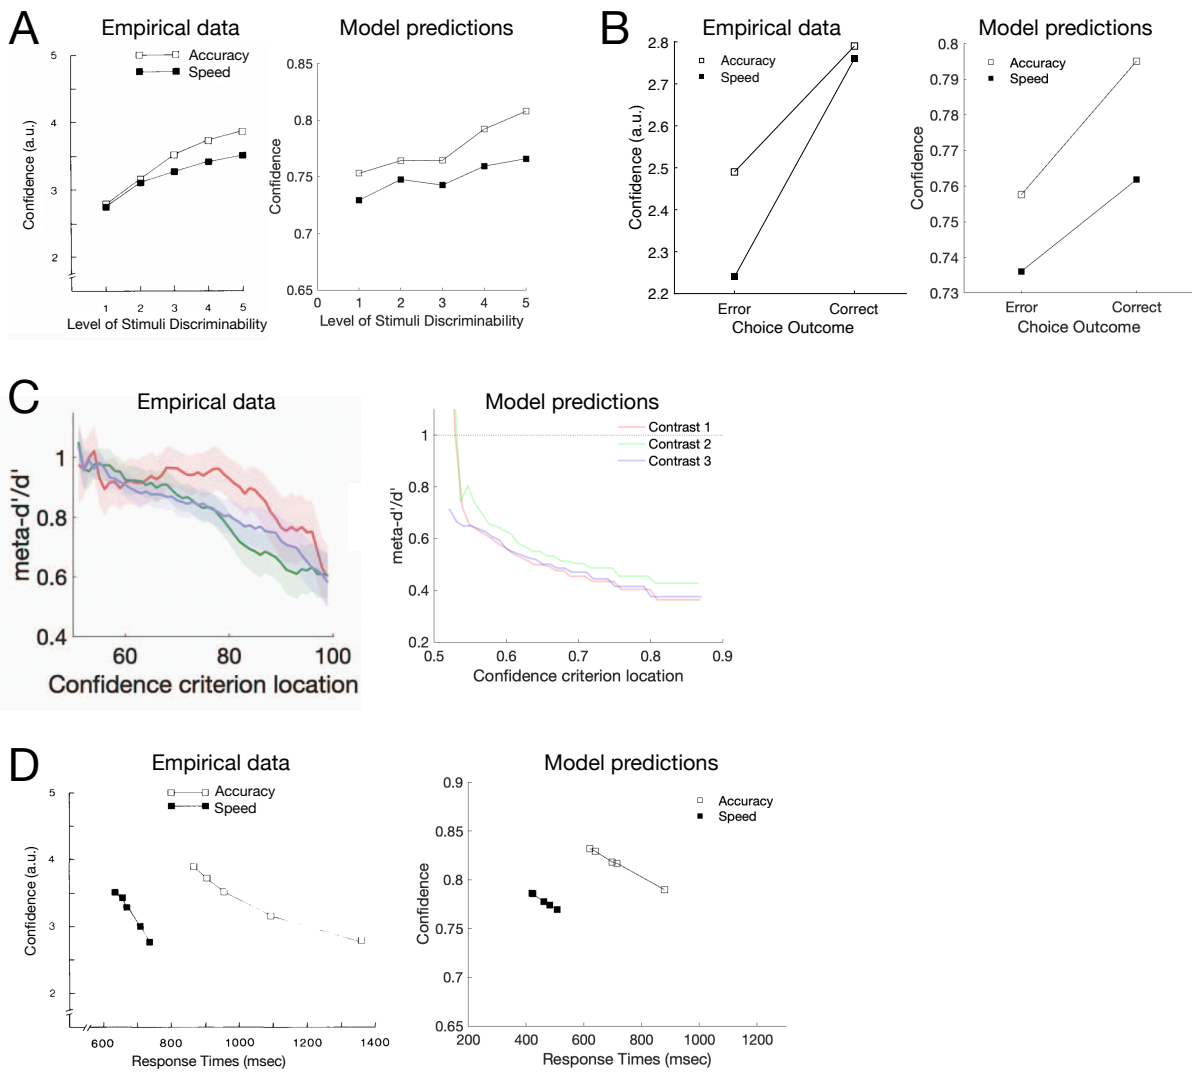 A
Empirical data
Accuracy
Speed
5
4
3
2
Confidence (a.u.)
1 2 3 4 5
Level of Stimuli Discriminability
Model predictions
0.85
0.8
0.75
0.7
0.65
Confidence
0 1 2 3 4 5
Level of Stimuli Discriminability
B
Empirical data
Accuracy
Speed
2.8
2.7
2.6
2.5
2.4
2.3
2.2
Confidence (a.u.)
Error Correct
Choice Outcome
Model predictions
Accuracy
Speed
0.8
0.79
0.78
0.77
0.76
0.75
0.74
0.73
Confidence
Error Correct
Choice Outcome
C
Empirical data
1
0.8
0.6
0.4
meta-d'/d'
60 80 100
Confidence criterion location
Model predictions
Contrast 1
Contrast 2
Contrast 3
1
0.8
0.6
0.4
0.2
meta-d'/d'
0.5 0.6 0.7 0.8 0.9
Confidence criterion location
D
Empirical data
Accuracy
Speed
5
4
3
2
Confidence (a.u.)
600 800 1000 1200 1400
Response Times (msec)
Model predictions
Accuracy
Speed
0.9
0.85
0.8
0.75
0.7
0.65
Confidence
200 400 600 800 1000 1200
Response Times (msec)